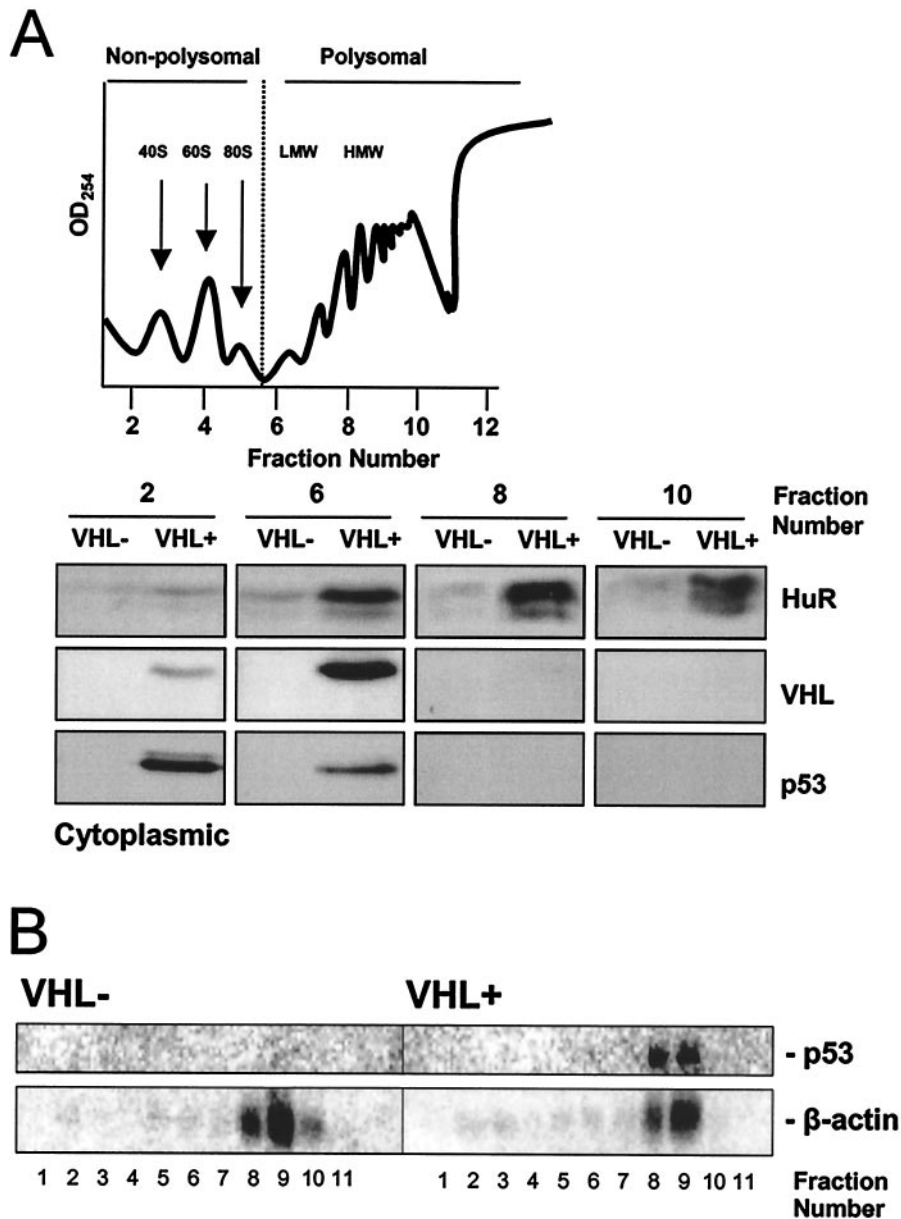 A
Non-polysomal Polysomal
40S 60S 80S LMW HMW
OD254
2 4 6 8 10 12
Fraction Number
2 6 8 10 Fraction Number
VHL- VHL+ VHL- VHL+ VHL- VHL+ VHL- VHL+
HuR
VHL
p53
Cytoplasmic
B
VHL- VHL+
- p53
- β-actin
1 2 3 4 5 6 7 8 9 10 11 1 2 3 4 5 6 7 8 9 10 11 Fraction Number